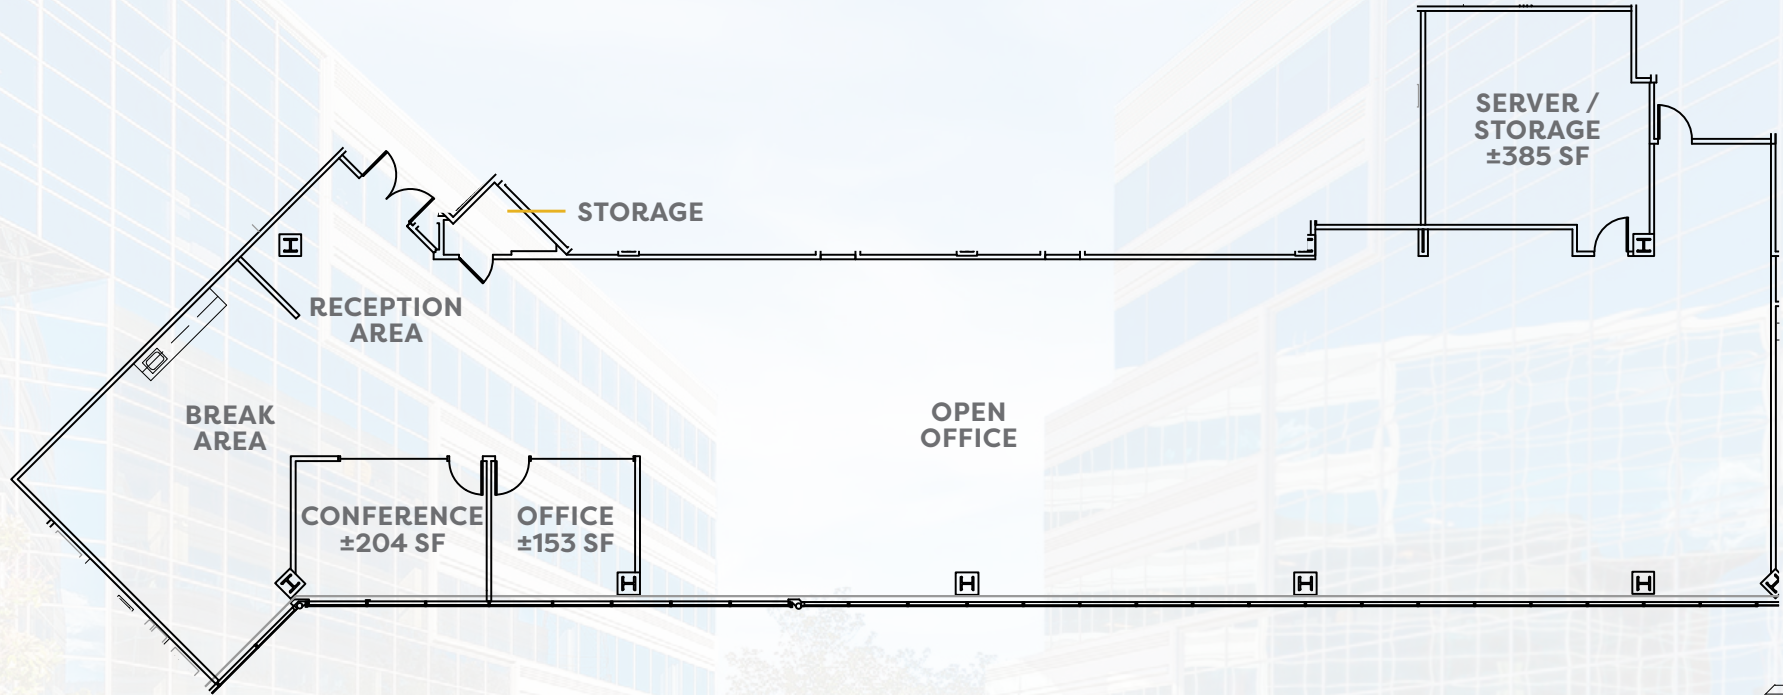 SERVER /
STORAGE
±385 SF
STORAGE
RECEPTION
AREA
BREAK
AREA
OPEN
OFFICE
CONFERENCE
±204 SF
OFFICE
±153 SF